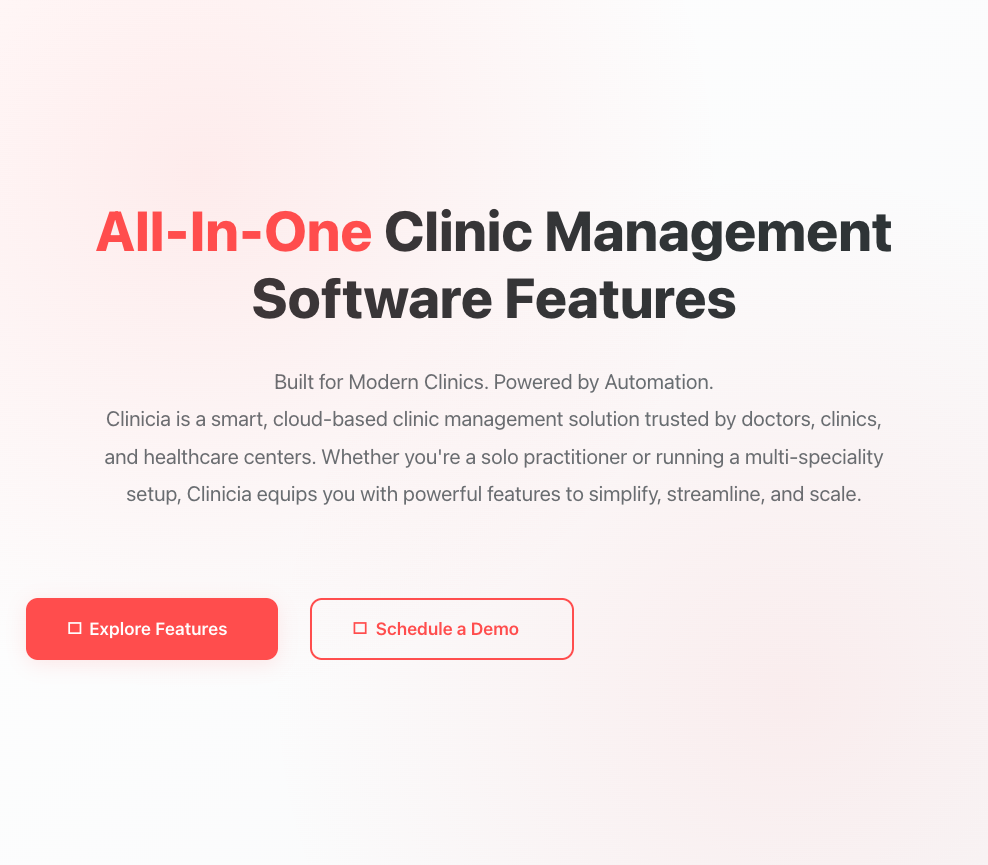 All-In-One Clinic Management
Software Features
Built for Modern Clinics. Powered by Automation.
Clinicia is a smart, cloud-based clinic management solution trusted by doctors, clinics,
and healthcare centers. Whether you're a solo practitioner or running a multi-speciality
setup, Clinicia equips you with powerful features to simplify, streamline, and scale.
Explore Features
Schedule a Demo